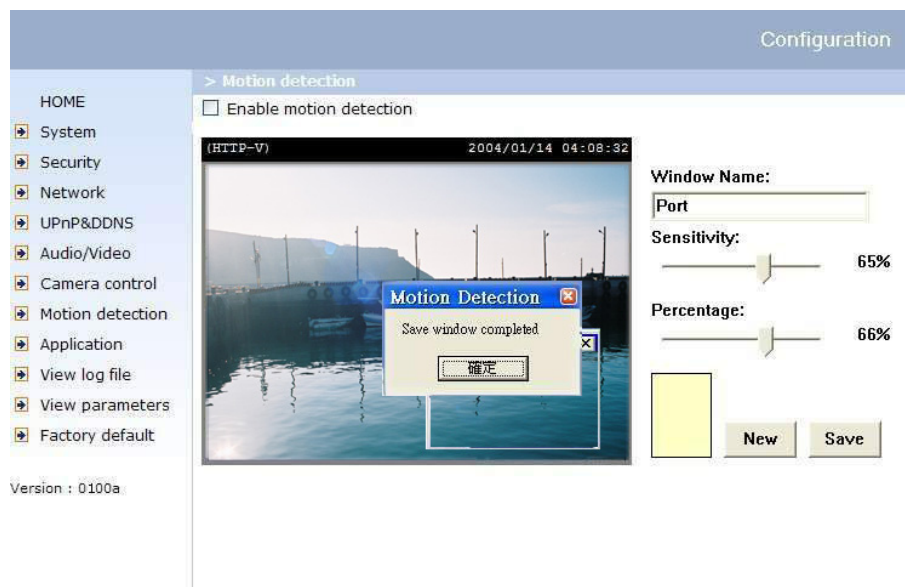 Configuration
HOME
System
Security
Network
UPnP&DDNS
Audio/Video
Camera control
Motion detection
Application
View log file
View parameters
Factory default
Version : 0100a
> Motion detection
Enable motion detection
(HTTP-V) 2004/01/14 04:08:32
Motion Detection
Save window completed
確定
Window Name:
Port
Sensitivity:
65%
Percentage:
66%
New Save